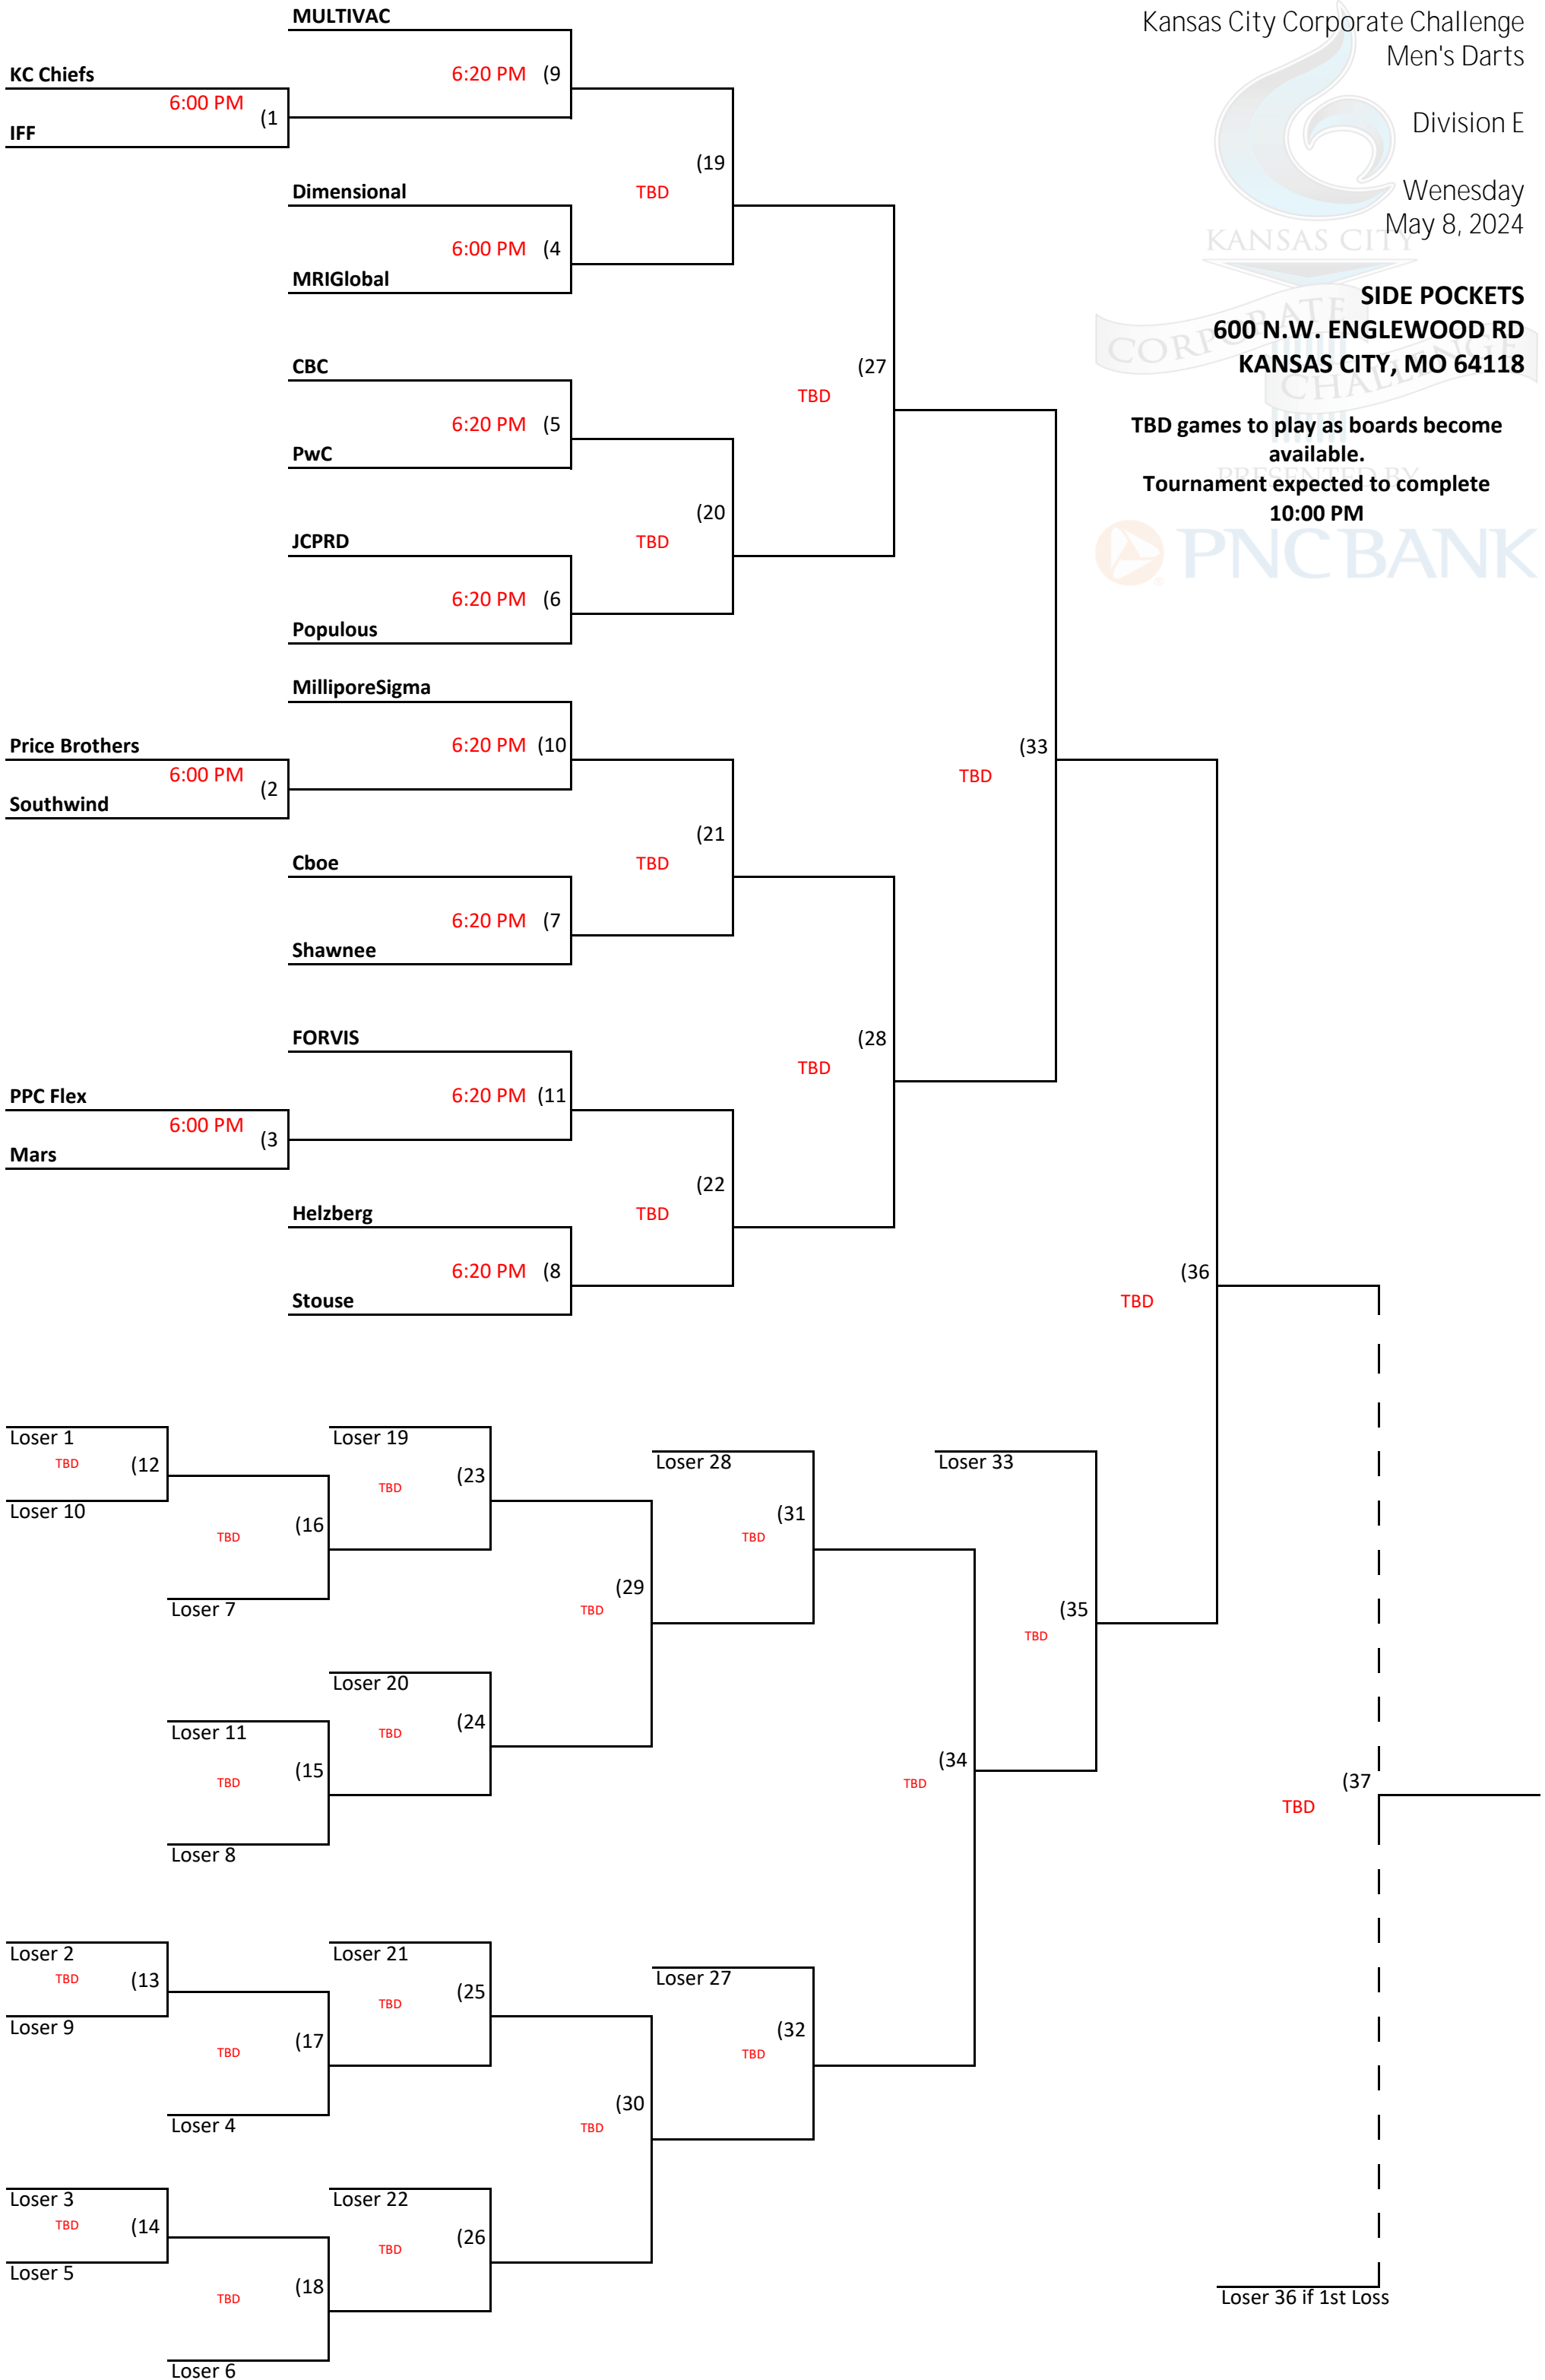 MULTIVAC
Kansas City Corporate Challenge
Men's Darts
KC Chiefs
6:20 PM (9
6:00 PM (1
IFF
Division E
(19
TBD
Dimensional
Wenesday
May 8, 2024
6:00 PM (4
MRIGlobal
KANSAS CITY
CORPORATE
CHALLENGE
PRESENTED BY
PNC BANK
SIDE POCKETS
600 N.W. ENGLEWOOD RD
KANSAS CITY, MO 64118
CBC
(27
TBD
6:20 PM (5
PwC
TBD games to play as boards become
available.
Tournament expected to complete
10:00 PM
(20
TBD
JCPRD
6:20 PM (6
Populous
MilliporeSigma
Price Brothers
6:20 PM (10
(33
TBD
6:00 PM (2
Southwind
(21
TBD
Cboe
6:20 PM (7
Shawnee
FORVIS
(28
TBD
PPC Flex
6:20 PM (11
6:00 PM (3
Mars
(22
TBD
Helzberg
6:20 PM (8
Stouse
(36
TBD
Loser 1
TBD (12
Loser 10
Loser 19
TBD (23
Loser 28
Loser 33
(31
TBD
(16
TBD
Loser 7
(29
TBD
(35
TBD
Loser 20
TBD (24
Loser 11
TBD (15
Loser 8
(34
TBD
(37
TBD
Loser 2
TBD (13
Loser 9
Loser 21
TBD (25
Loser 27
(32
TBD
(17
TBD
Loser 4
(30
TBD
Loser 3
TBD (14
Loser 5
Loser 22
TBD (26
(18
TBD
Loser 6
Loser 36 if 1st Loss